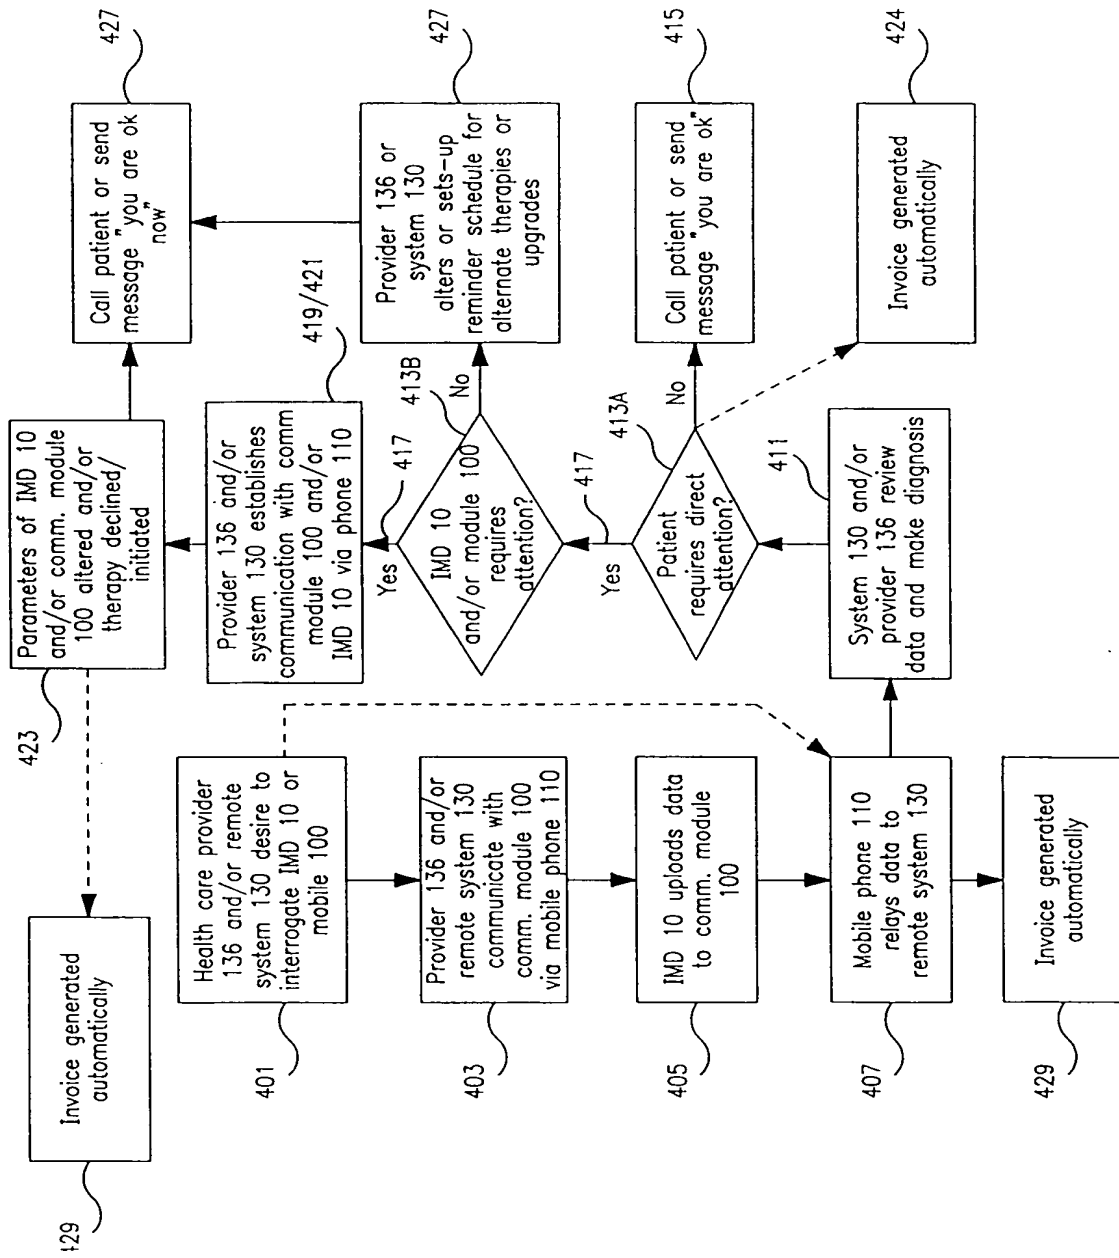 427
Call patient or send
message "you are ok
now"
427
Provider 136 or
system 130
alters or sets-up
reminder schedule for
alternate therapies or
upgrades
415
Call patient or send
message "you are ok"
424
Invoice generated
automatically
Parameters of IMD 10
and/or comm. module
100 altered and/or
therapy declined/
initiated
423
419/421
Provider 136 and/or
system 130 establishes
communication with comm
module 100 and/or
IMD 10 via phone 110
417
Yes
413B
No
IMD 10
and/or module 100
requires
attention?
417
Yes
413A
No
Patient
requires direct
attention?
411
System 130 and/or
provider 136 review
data and make diagnosis
Health care provider
136 and/or remote
system 130 desire to
interrogate IMD 10 or
mobile 100
401
Provider 136 and/or
remote system 130
communicate with
comm. module 100
via mobile phone 110
403
IMD 10 uploads data
to comm. module
100
405
Mobile phone 110
relays data to
remote system 130
407
Invoice generated
automatically
429
Invoice generated
automatically
429